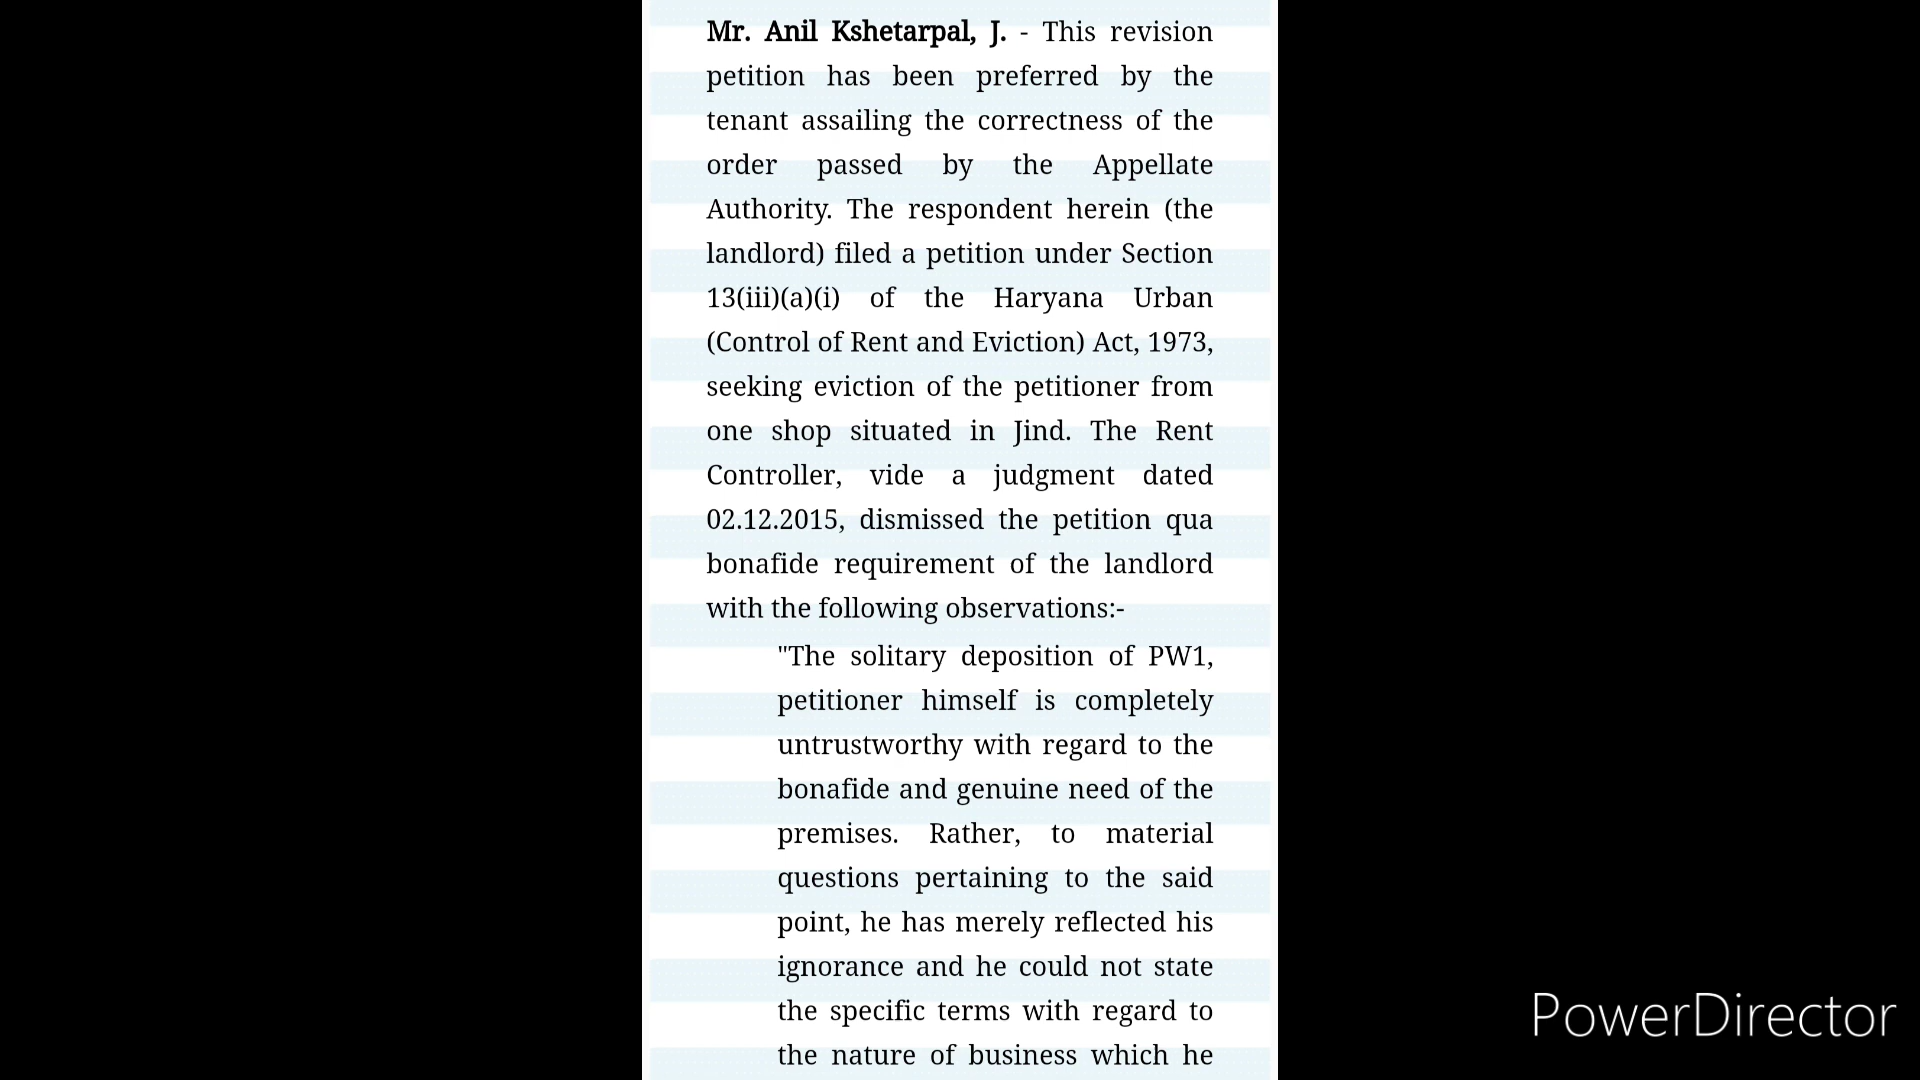 Mr. Anil Kshetarpal, J. - This revision
petition has been preferred by the
tenant assailing the correctness of the
order passed by the Appellate
Authority. The respondent herein (the
landlord) filed a petition under Section
13(iii)(a)(i) of the Haryana Urban
(Control of Rent and Eviction) Act, 1973,
seeking eviction of the petitioner from
one shop situated in Jind. The Rent
Controller, vide a judgment dated
02.12.2015, dismissed the petition qua
bonafide requirement of the landlord
with the following observations:-
"The solitary deposition of PW1,
petitioner himself is completely
untrustworthy with regard to the
bonafide and genuine need of the
premises. Rather, to material
questions pertaining to the said
point, he has merely reflected his
ignorance and he could not state
the specific terms with regard to
the nature of business which he
PowerDirector